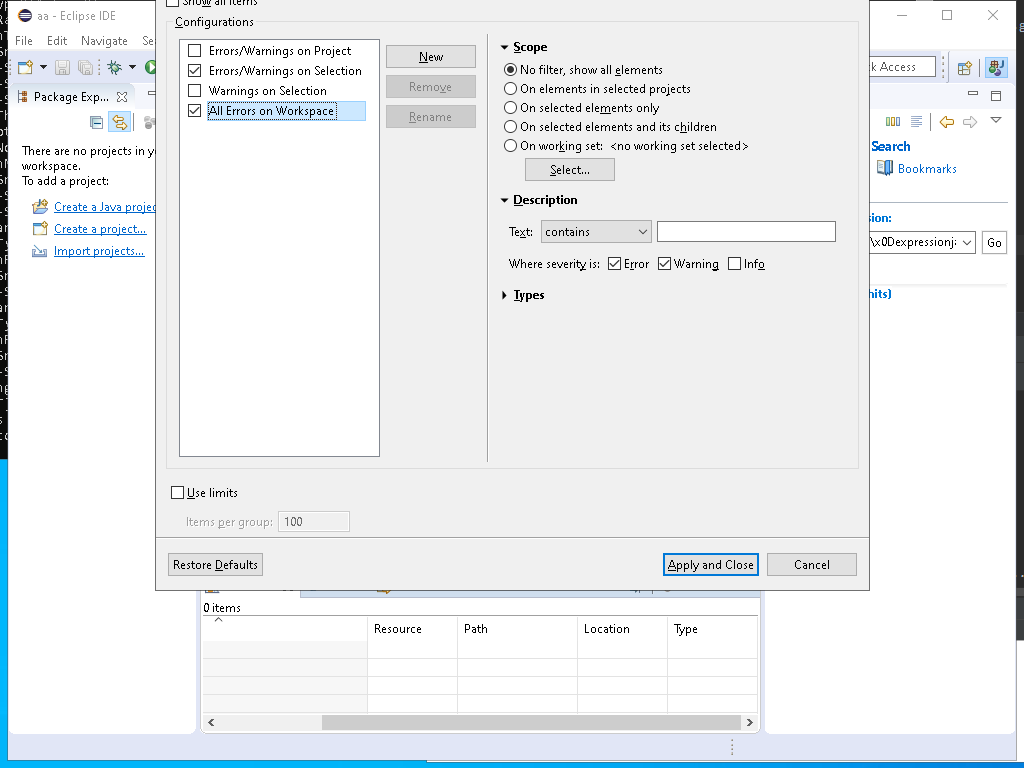 aa - Eclipse IDE
Show all items
File Edit Navigate Se
Package Exp...
There are no projects in y
workspace.
To add a project:
Create a Java projec
Create a project...
Import projects...
Configurations
Errors/Warnings on Project
Errors/Warnings on Selection
Warnings on Selection
All Errors on Workspace
New
Remove
Rename
Scope
No filter, show all elements
On elements in selected projects
On selected elements only
On selected elements and its children
On working set: <no working set selected>
Select...
Description
Text: contains
Where severity is: Error Warning Info
Types
Use limits
Items per group: 100
Restore Defaults
Apply and Close
Cancel
k Access
Search
Bookmarks
sion:
\x0Dexpressionj
Go
hits)
0 items
Resource Path Location Type